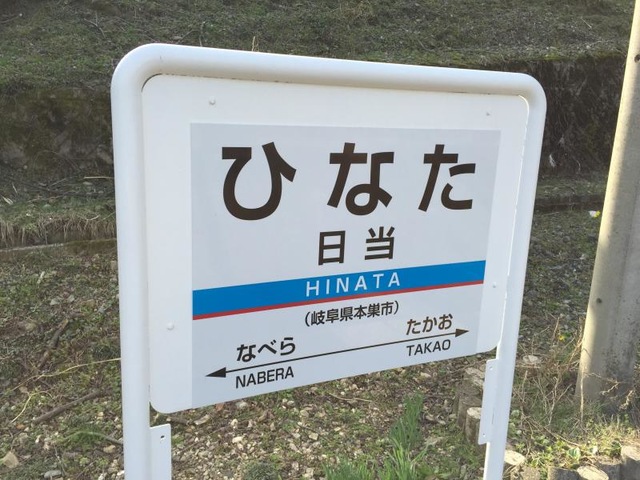 ひなた
日当
HINATA
(岐阜県本巣市)
なべら たかお
NABERA TAKAO